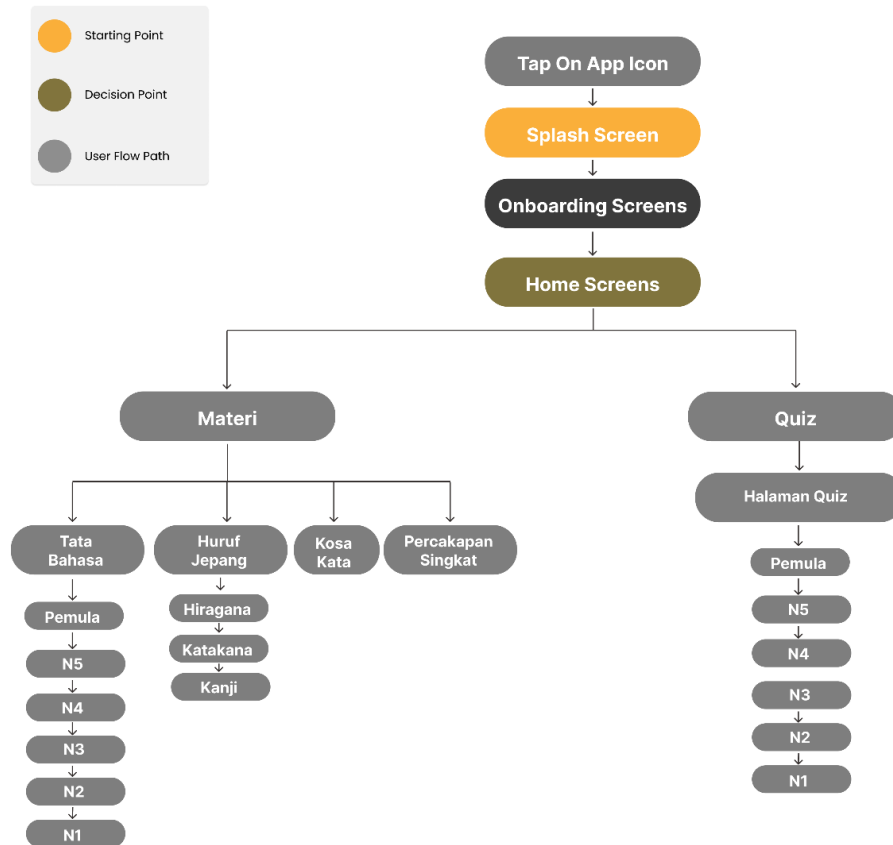 Starting Point
Decision Point
User Flow Path
Tap On App Icon
Splash Screen
Onboarding Screens
Home Screens
Materi
Quiz
Halaman Quiz
Tata
Bahasa
Huruf
Jepang
Kosa
Kata
Percakapan
Singkat
Pemula
N5
N4
N3
N2
N1
Hiragana
Katakana
Kanji
Pemula
N5
N4
N3
N2
N1